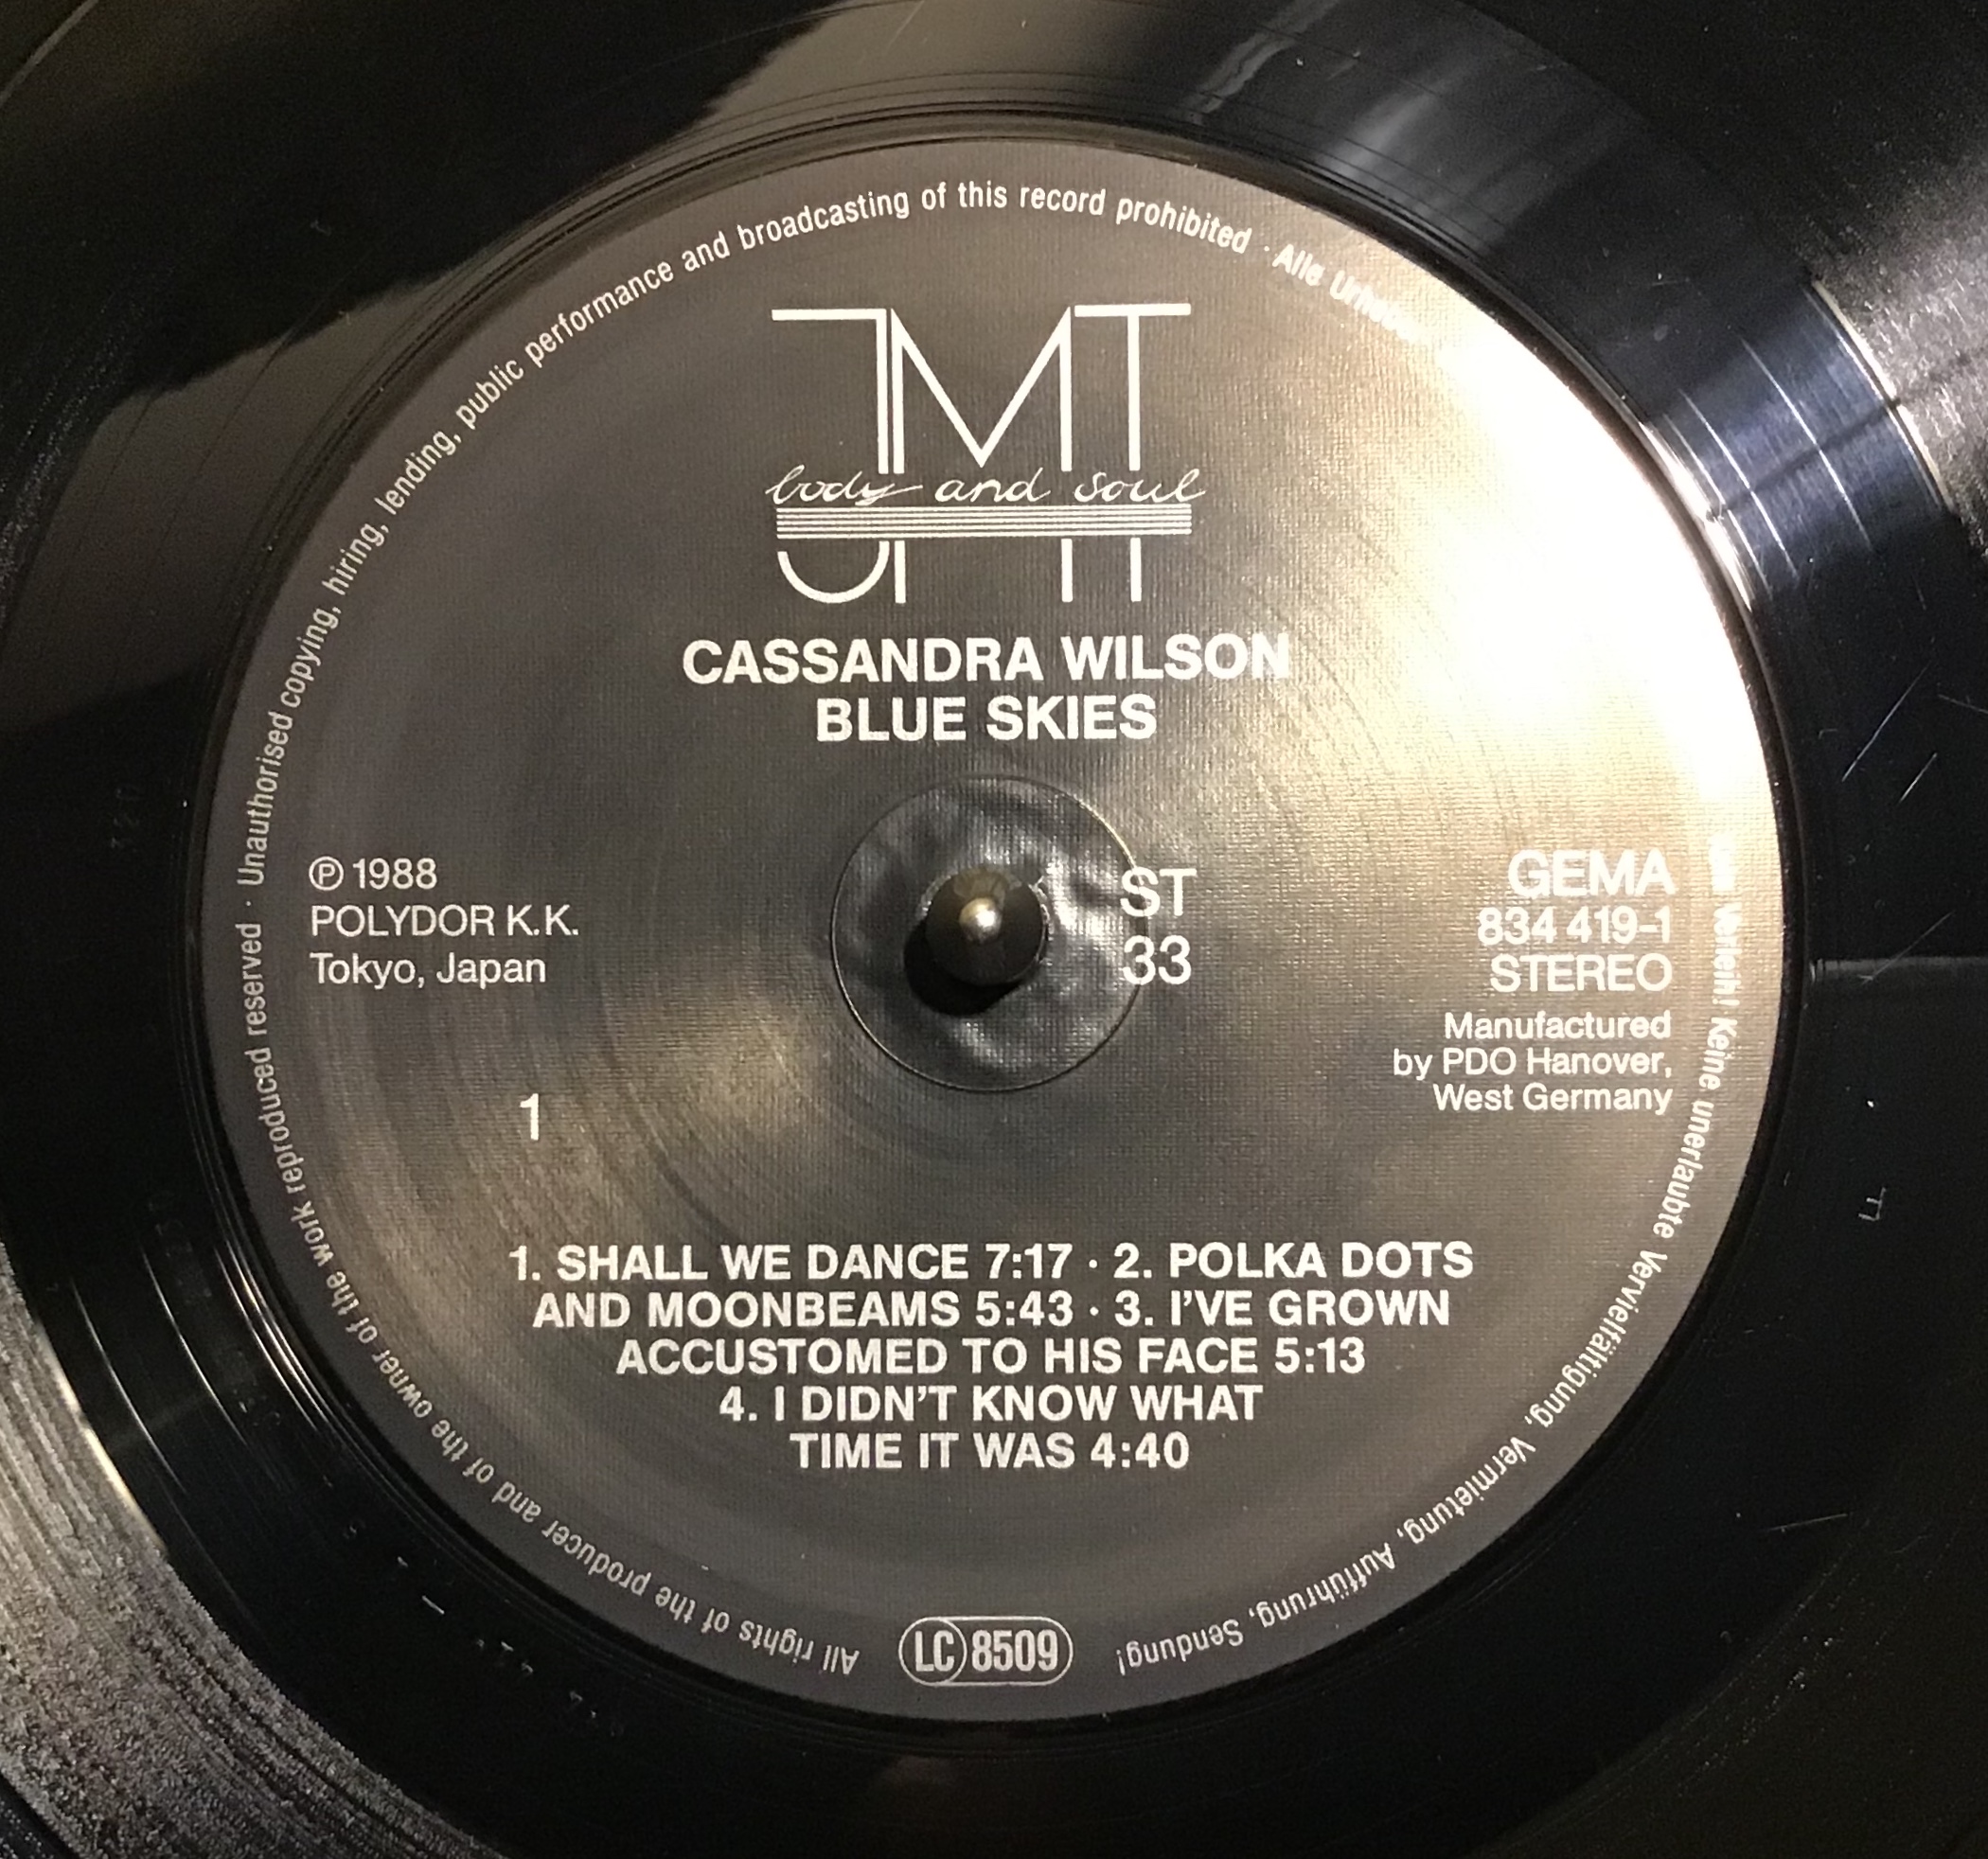 JMT
body and soul
CASSANDRA WILSON
BLUE SKIES
℗ 1988
POLYDOR K.K.
Tokyo, Japan
ST
33
GEMA
834 419-1
STEREO
Manufactured
by PDO Hanover,
West Germany
1
1. SHALL WE DANCE 7:17 · 2. POLKA DOTS
AND MOONBEAMS 5:43 · 3. I'VE GROWN
ACCUSTOMED TO HIS FACE 5:13
4. I DIDN'T KNOW WHAT
TIME IT WAS 4:40
LC 8509
All rights of the producer and of the owner of the work reproduced reserved · Unauthorised copying, hiring, lending, public performance and broadcasting of this record prohibited · Alle Verleih! Keine unerlaubte Vervielfältigung, Vermietung, Aufführung, Sendung!